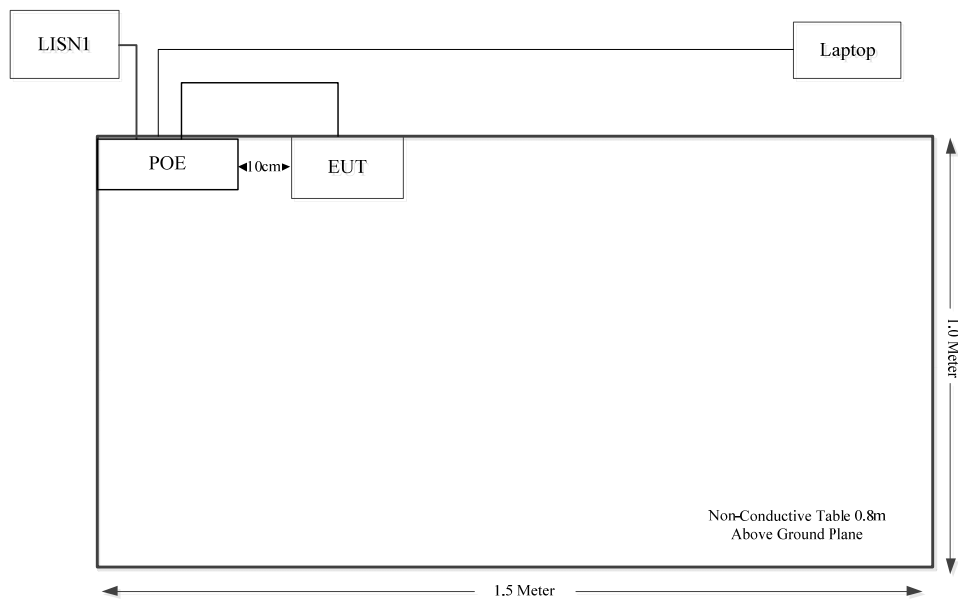 LISN1
Laptop
POE
10cm
EUT
1.0 Meter
Non-Conductive Table 0.8m
Above Ground Plane
1.5 Meter